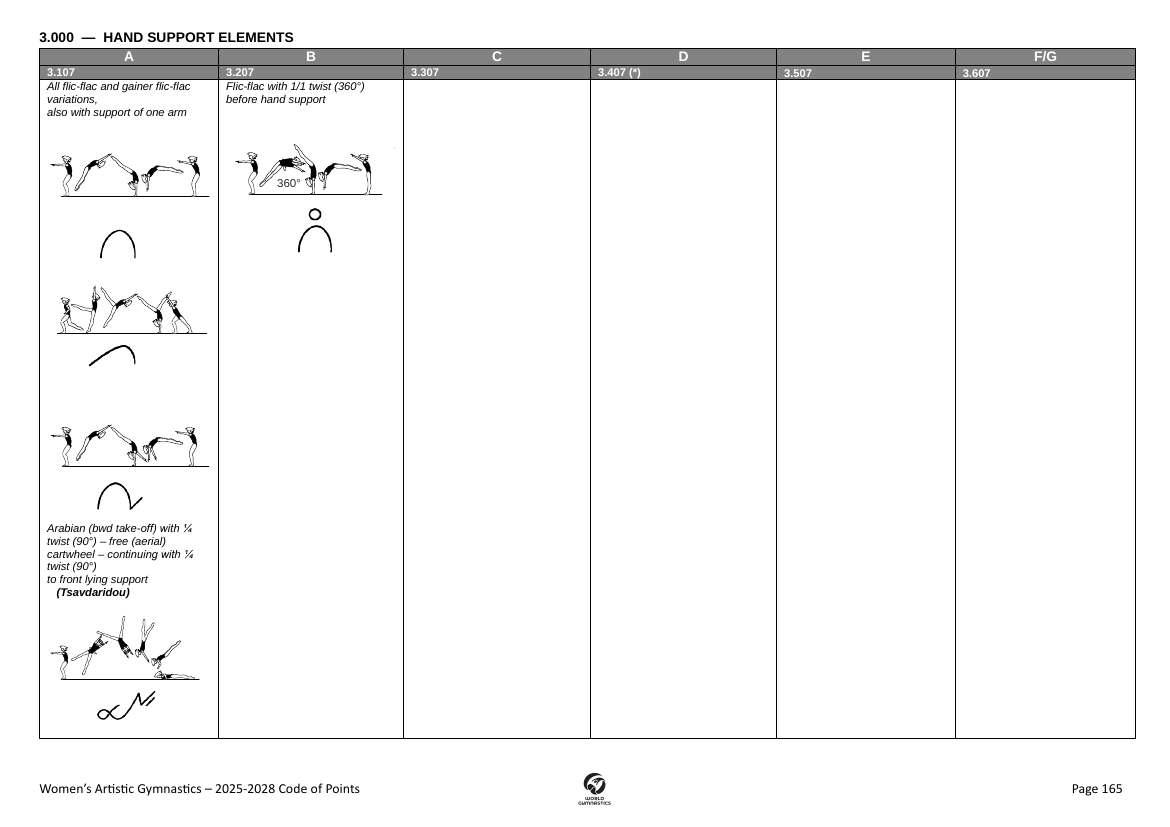 3.000 — HAND SUPPORT ELEMENTS
A B C D E F/G
3.107 3.207 3.307 3.407 (*) 3.507 3.607
All flic-flac and gainer flic-flac
variations,
also with support of one arm
Flic-flac with 1/1 twist (360°)
before hand support
360°
Arabian (bwd take-off) with ¼
twist (90°) – free (aerial)
cartwheel – continuing with ¼
twist (90°)
to front lying support
(Tsavdaridou)
Women's Artistic Gymnastics – 2025-2028 Code of Points
WORLD
GYMNASTICS
Page 165